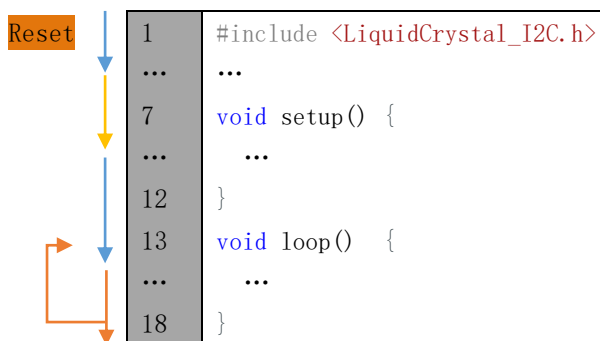 Reset 1 #include <LiquidCrystal_I2C.h>
… …
7 void setup() {
… …
12 }
13 void loop() {
… …
18 }